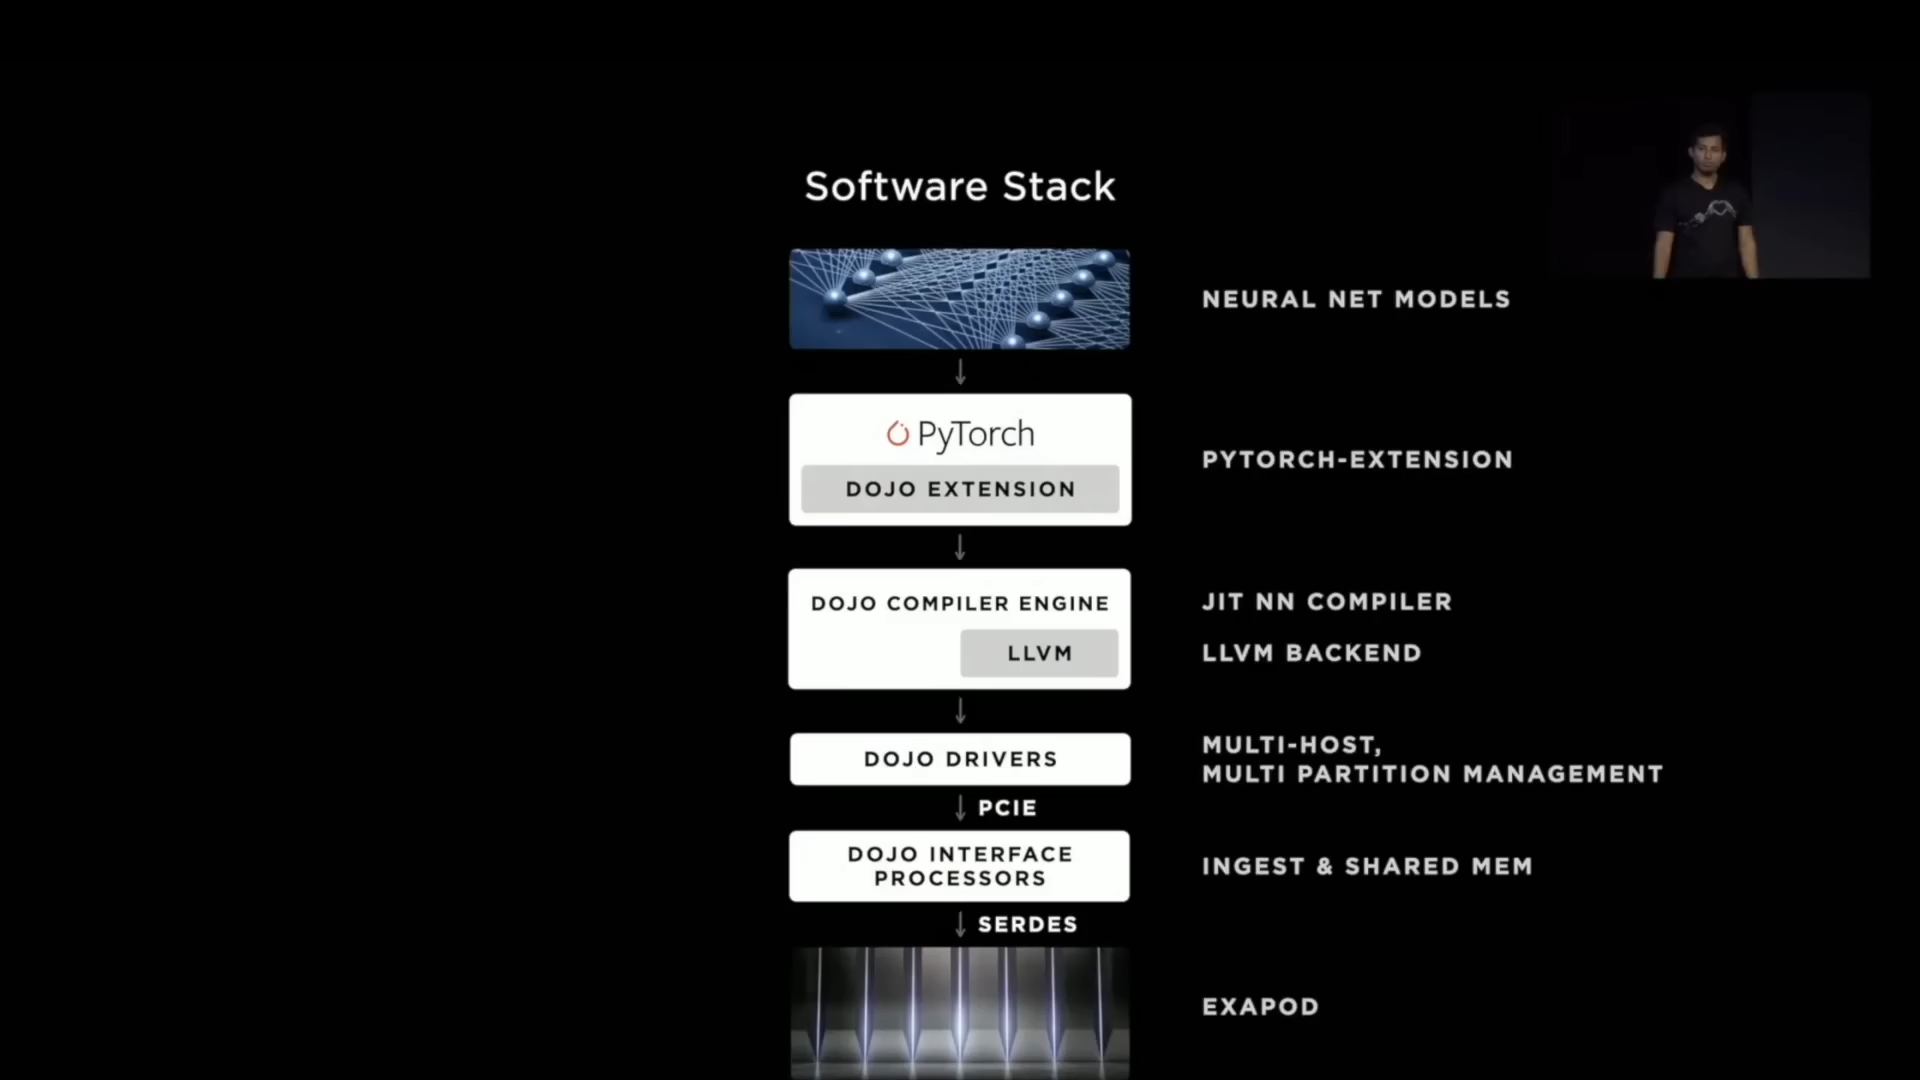 Software Stack
NEURAL NET MODELS
PyTorch
DOJO EXTENSION
PYTORCH-EXTENSION
DOJO COMPILER ENGINE
JIT NN COMPILER
LLVM
LLVM BACKEND
DOJO DRIVERS
MULTI-HOST,
MULTI PARTITION MANAGEMENT
PCIE
DOJO INTERFACE
PROCESSORS
INGEST & SHARED MEM
SERDES
EXAPOD